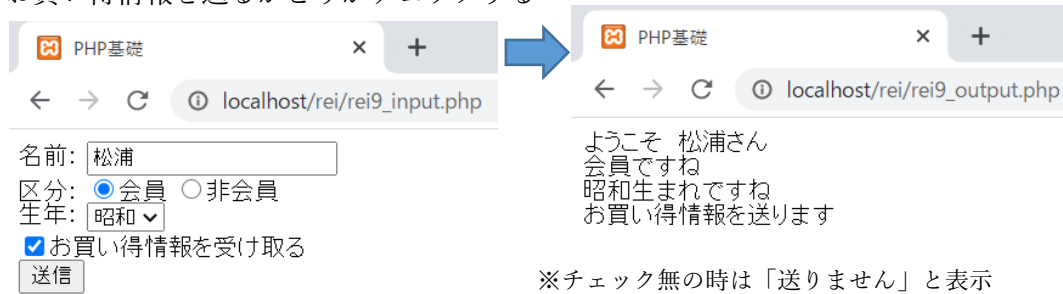 お買い得情報を送るかどうかチェックする
PHP基礎
localhost/rei/rei9_input.php
名前: 松浦
区分: 会員 非会員
生年: 昭和
お買い得情報を受け取る
送信
PHP基礎
localhost/rei/rei9_output.php
ようこそ 松浦さん
会員ですね
昭和生まれですね
お買い得情報を送ります
※チェック無の時は「送りません」と表示